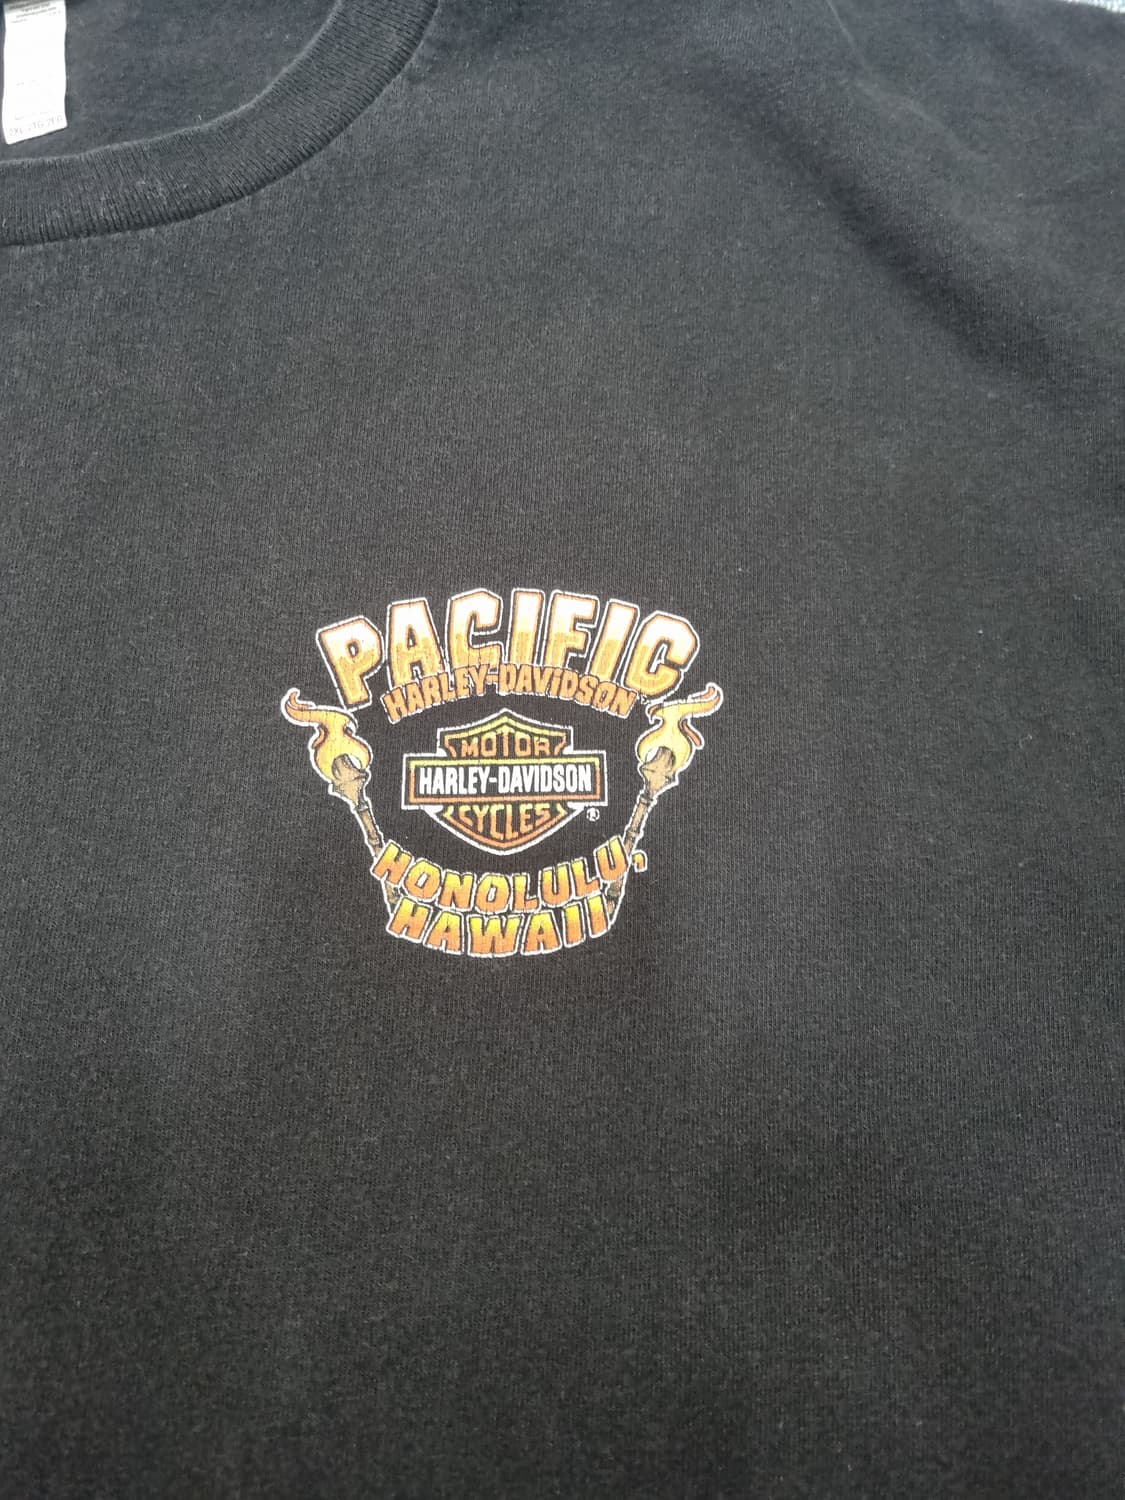 PACIFIC
HARLEY-DAVIDSON
MOTOR
HARLEY-DAVIDSON
CYCLES
®
HONOLULU,
HAWAII